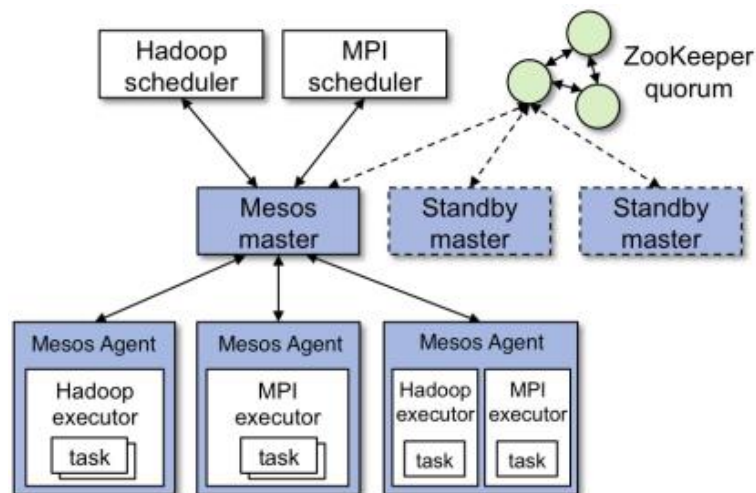 Hadoop
scheduler
MPI
scheduler
ZooKeeper
quorum
Mesos
master
Standby
master
Standby
master
Mesos Agent
Hadoop
executor
task
Mesos Agent
MPI
executor
task
Mesos Agent
Hadoop
executor
task
MPI
executor
task